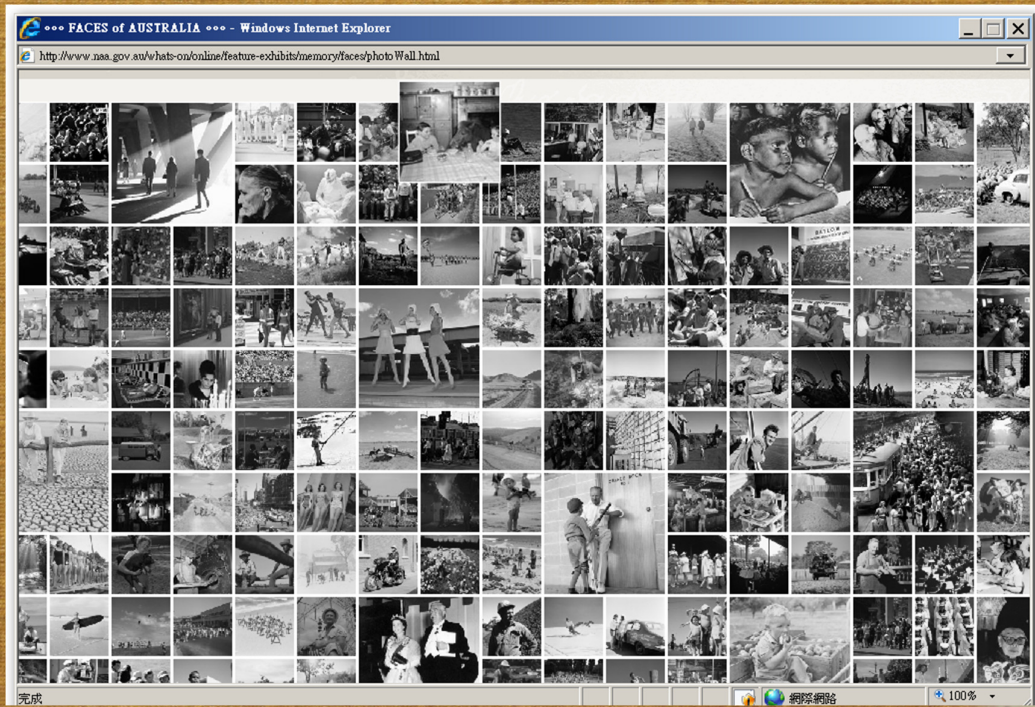 ∘∘∘ FACES of AUSTRALIA ∘∘∘ - Windows Internet Explorer
http://www.naa.gov.au/whats-on/online/feature-exhibits/memory/faces/photoWall.html
完成
網際網路
100%